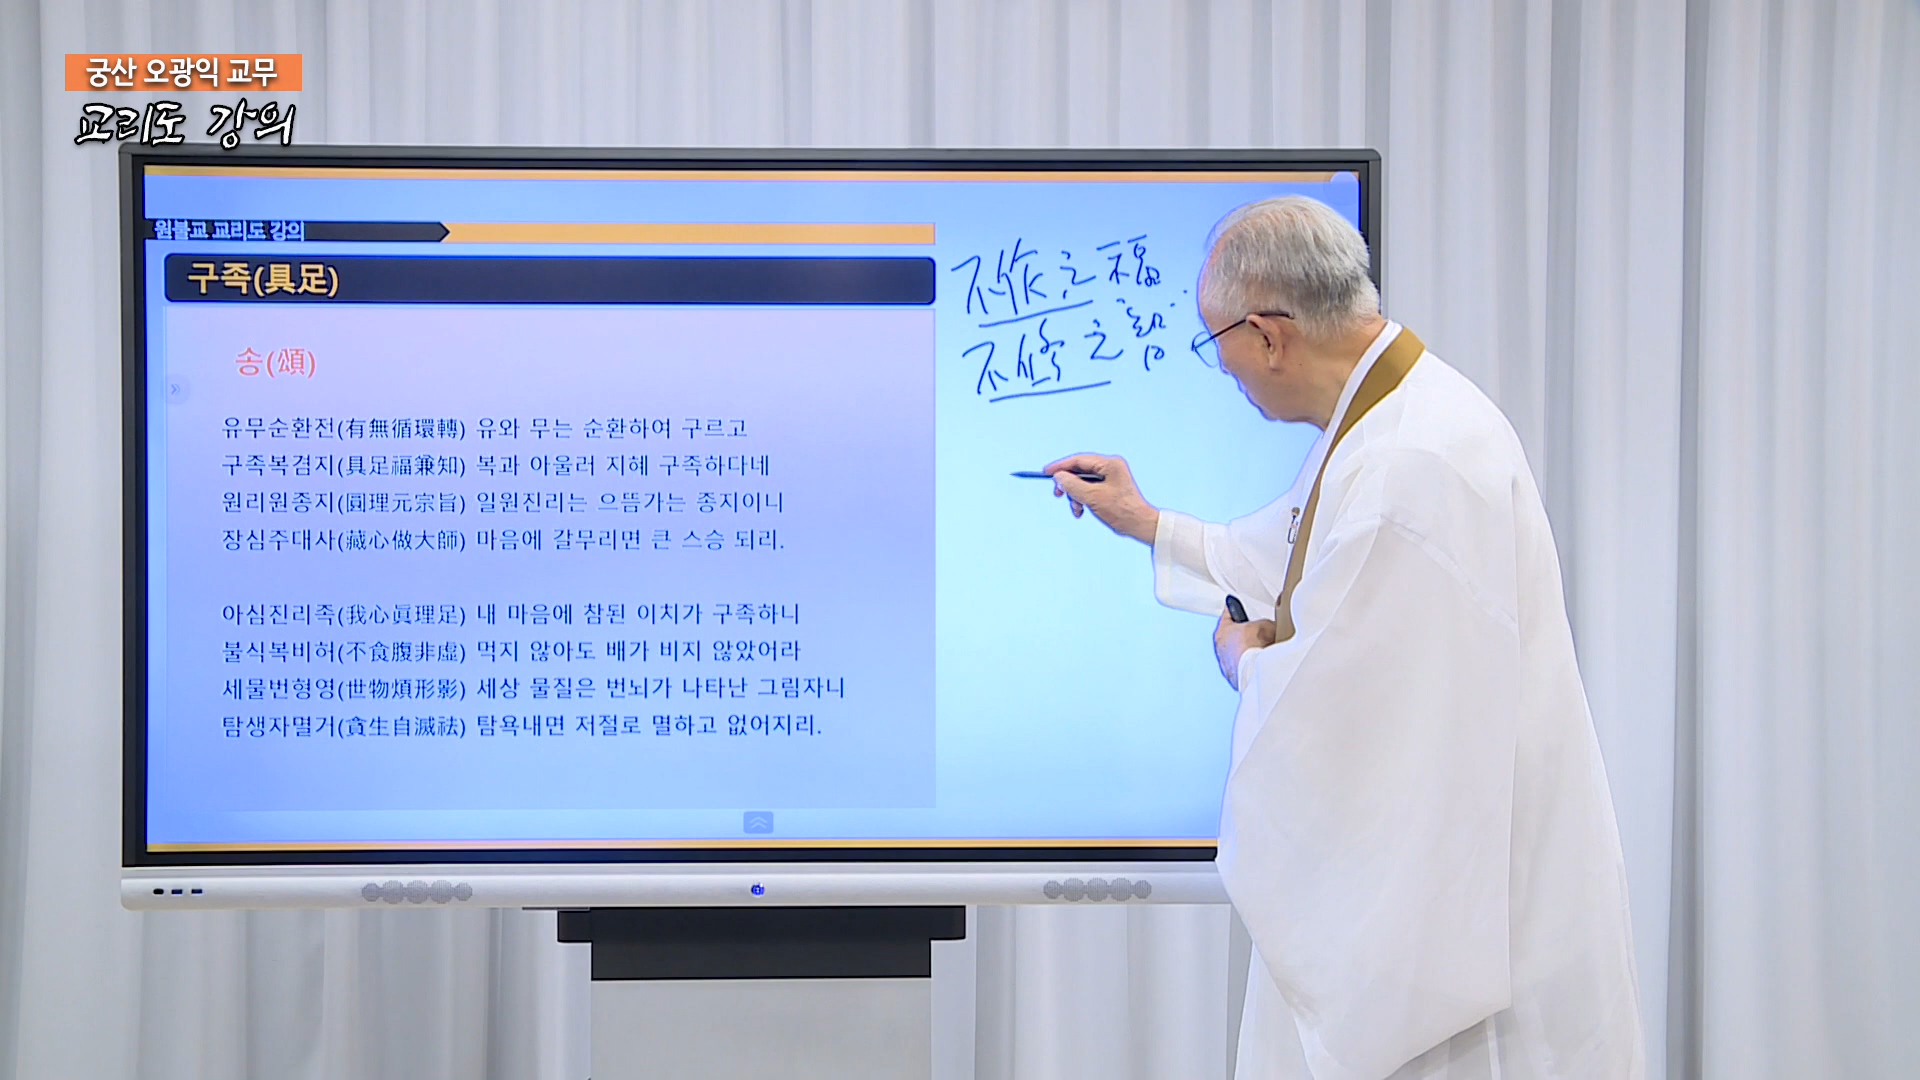 궁산 오광익 교무
교리도 강의
원불교 교리도 강의
구족(具足)
송(頌)
유무순환전(有無循環轉) 유와 무는 순환하여 구르고
구족복겸지(具足福兼知) 복과 아울러 지혜 구족하다네
원리원종지(圓理元宗旨) 일원진리는 으뜸가는 종지이니
장심주대사(藏心做大師) 마음에 갈무리면 큰 스승 되리.
아심진리족(我心眞理足) 내 마음에 참된 이치가 구족하니
불식복비허(不食腹非虛) 먹지 않아도 배가 비지 않았어라
세물번형영(世物煩形影) 세상 물질은 번뇌가 나타난 그림자니
탐생자멸거(貪生自滅祛) 탐욕내면 저절로 멸하고 없어지리.
不作之福
不修之